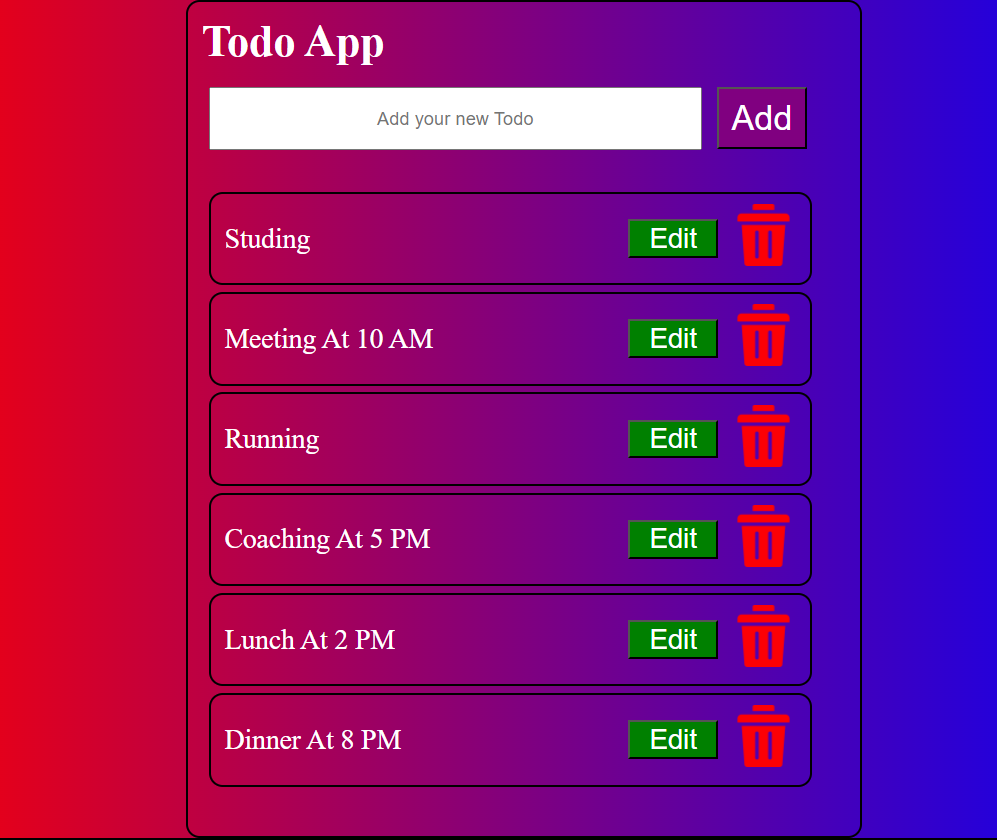 Todo App
Add your new Todo Add
Studing Edit
Meeting At 10 AM Edit
Running Edit
Coaching At 5 PM Edit
Lunch At 2 PM Edit
Dinner At 8 PM Edit